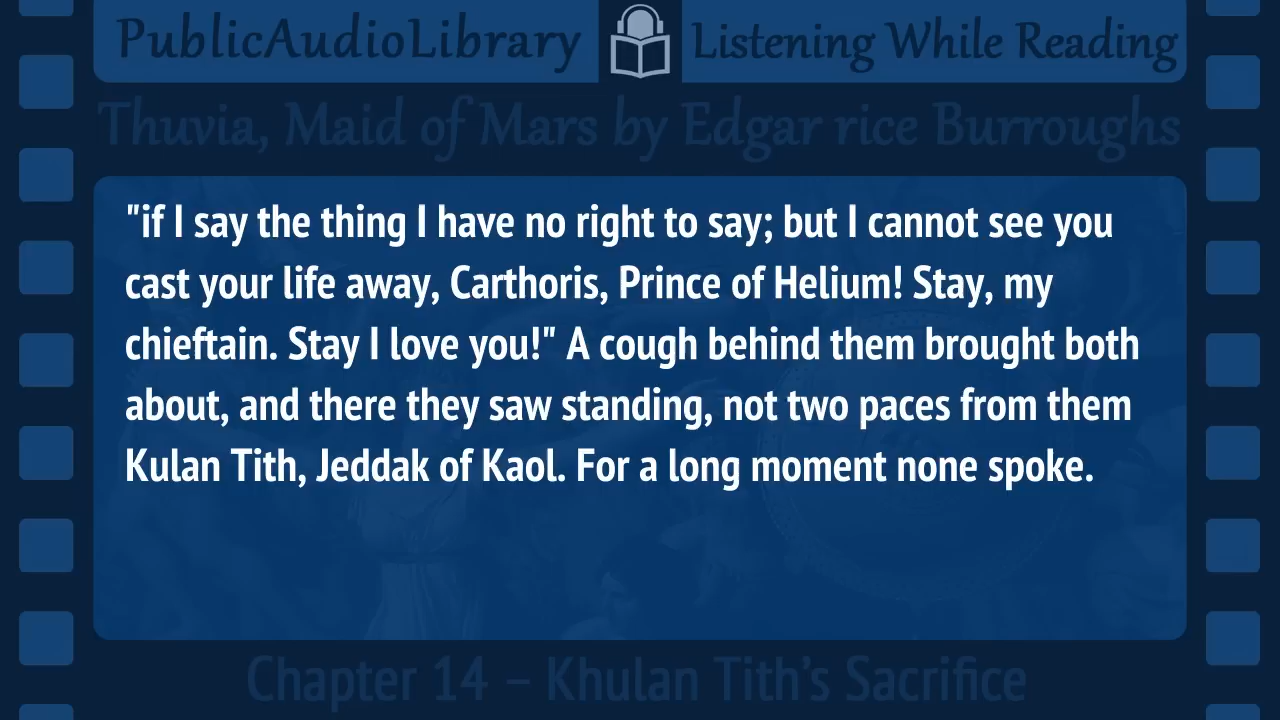 PublicAudioLibrary
Listening While Reading
Thuvia, Maid of Mars by Edgar rice Burroughs
"if I say the thing I have no right to say; but I cannot see you
cast your life away, Carthoris, Prince of Helium! Stay, my
chieftain. Stay I love you!" A cough behind them brought both
about, and there they saw standing, not two paces from them
Kulan Tith, Jeddak of Kaol. For a long moment none spoke.
Chapter 14 – Khulan Tith’s Sacrifice